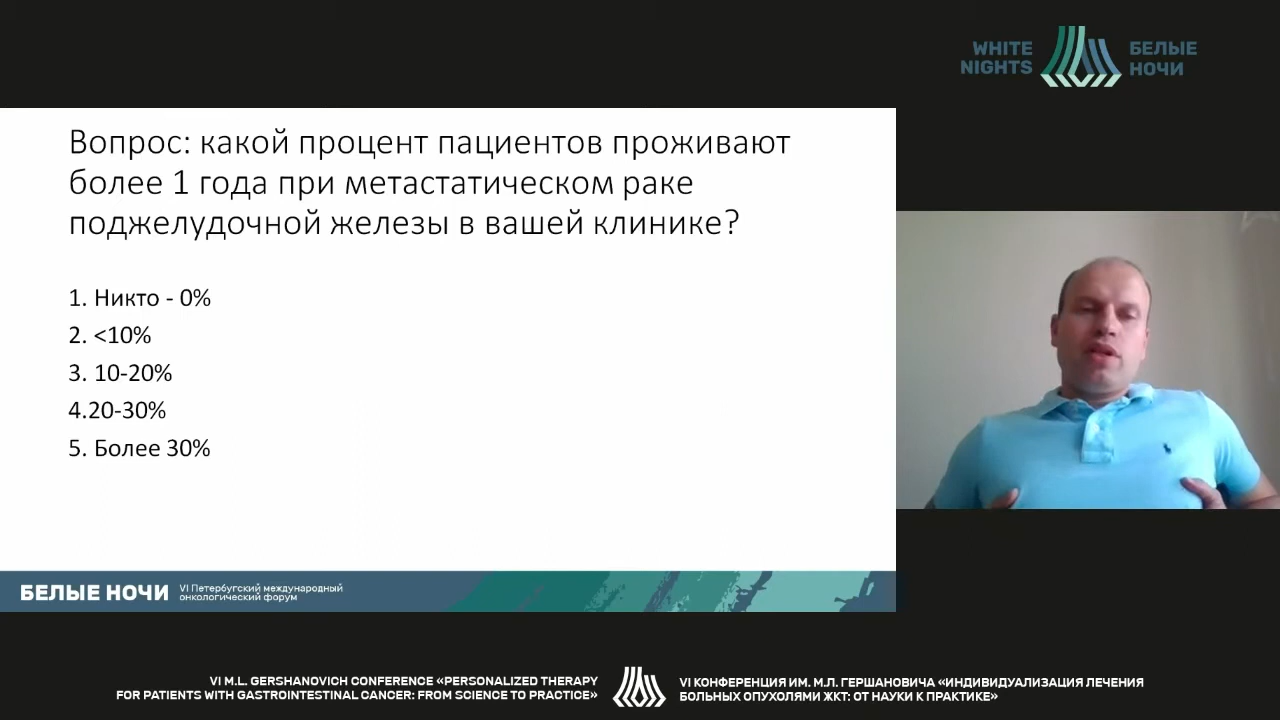 WHITE
NIGHTS
БЕЛЫЕ
НОЧИ
Вопрос: какой процент пациентов проживают
более 1 года при метастатическом раке
поджелудочной железы в вашей клинике?
1. Никто - 0%
2. <10%
3. 10-20%
4.20-30%
5. Более 30%
БЕЛЫЕ НОЧИ
VI Петербугский международный
онкологический форум
VI M.L. GERSHANOVICH CONFERENCE «PERSONALIZED THERAPY
FOR PATIENTS WITH GASTROINTESTINAL CANCER: FROM SCIENCE TO PRACTICE»
VI КОНФЕРЕНЦИЯ ИМ. М.Л. ГЕРШАНОВИЧА «ИНДИВИДУАЛИЗАЦИЯ ЛЕЧЕНИЯ
БОЛЬНЫХ ОПУХОЛЯМИ ЖКТ: ОТ НАУКИ К ПРАКТИКЕ»